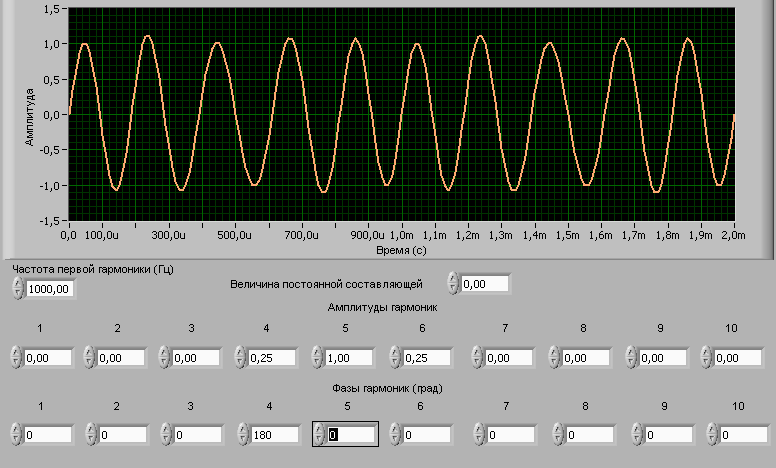 1,5
1,0
0,5
0,0
-0,5
-1,0
-1,5
Амплитуда
0,0 100,0u 300,0u 500,0u 700,0u 900,0u 1,0m 1,1m 1,2m 1,3m 1,4m 1,5m 1,6m 1,7m 1,8m 1,9m 2,0m
Время (с)
Частота первой гармоники (Гц)
1000,00
Величина постоянной составляющей 0,00
Амплитуды гармоник
1 2 3 4 5 6 7 8 9 10
0,00 0,00 0,00 0,25 1,00 0,25 0,00 0,00 0,00 0,00
Фазы гармоник (град)
1 2 3 4 5 6 7 8 9 10
0 0 0 180 0 0 0 0 0 0